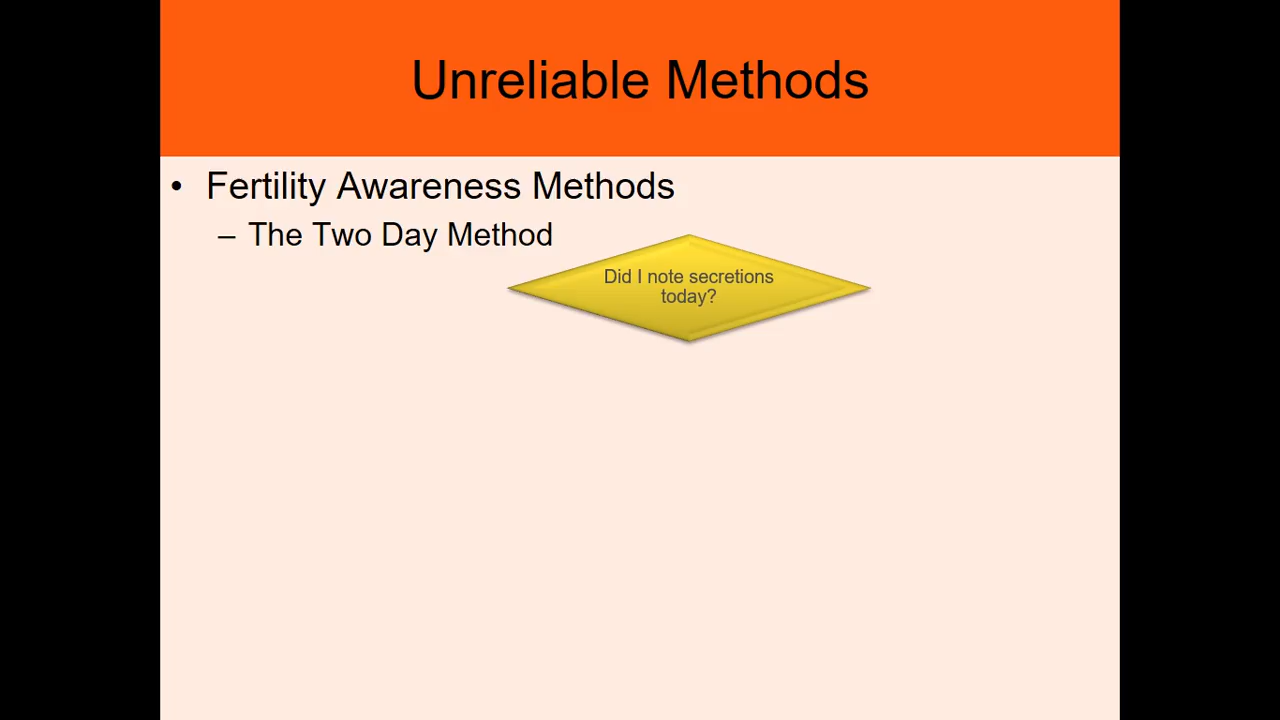 Unreliable Methods
• Fertility Awareness Methods
– The Two Day Method
Did I note secretions
today?